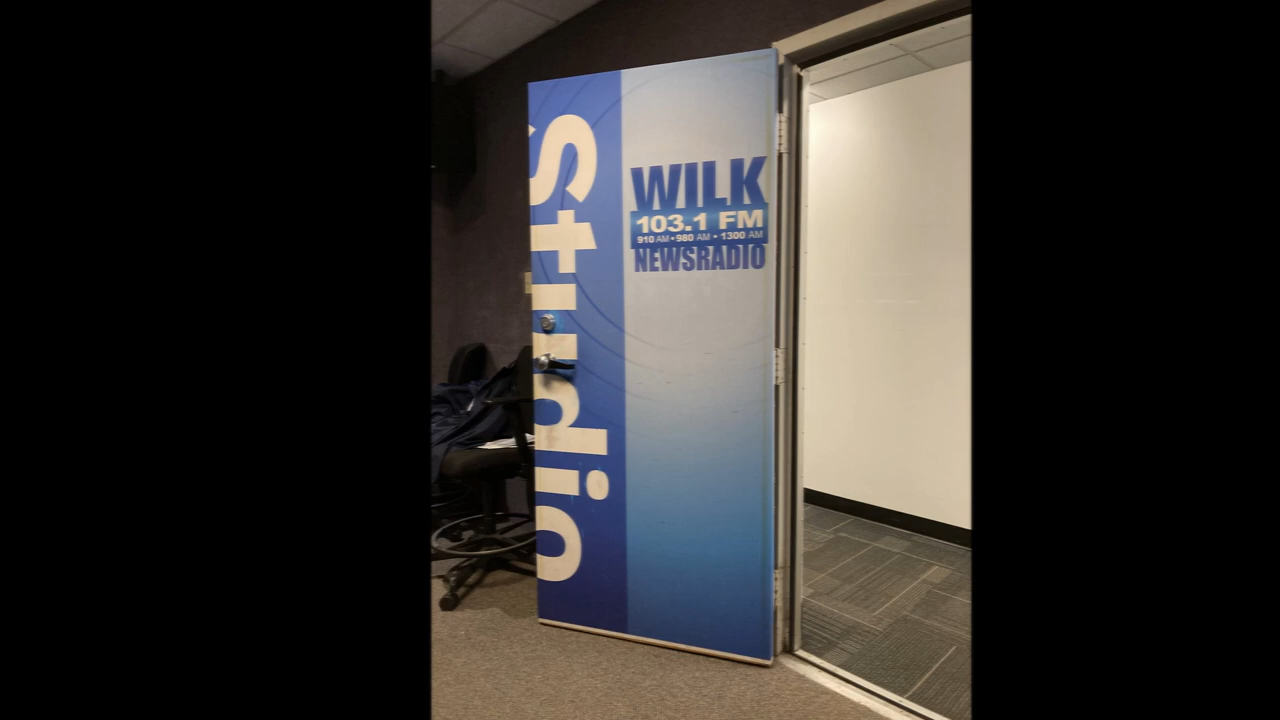 Studio
WILK
103.1 FM
910 AM • 980 AM • 1300 AM
NEWSRADIO